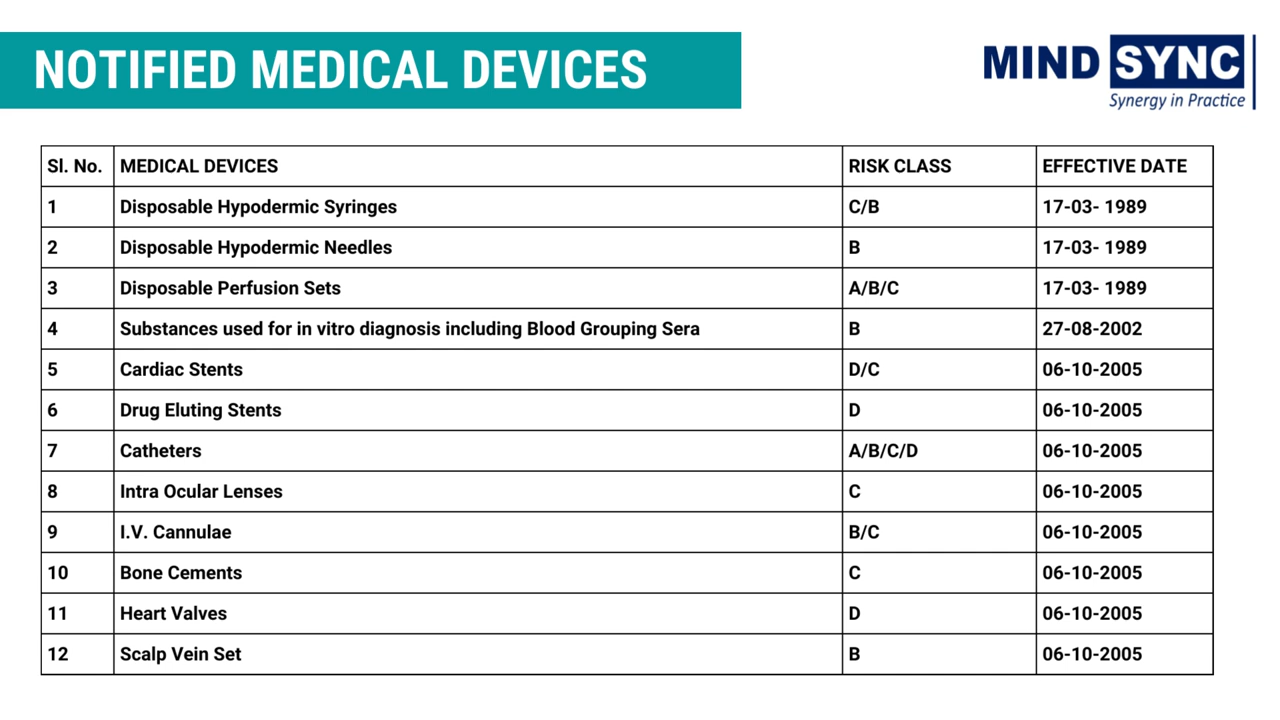 NOTIFIED MEDICAL DEVICES
MIND SYNC
Synergy in Practice
Sl. No. MEDICAL DEVICES RISK CLASS EFFECTIVE DATE
1 Disposable Hypodermic Syringes C/B 17-03- 1989
2 Disposable Hypodermic Needles B 17-03- 1989
3 Disposable Perfusion Sets A/B/C 17-03- 1989
4 Substances used for in vitro diagnosis including Blood Grouping Sera B 27-08-2002
5 Cardiac Stents D/C 06-10-2005
6 Drug Eluting Stents D 06-10-2005
7 Catheters A/B/C/D 06-10-2005
8 Intra Ocular Lenses C 06-10-2005
9 I.V. Cannulae B/C 06-10-2005
10 Bone Cements C 06-10-2005
11 Heart Valves D 06-10-2005
12 Scalp Vein Set B 06-10-2005